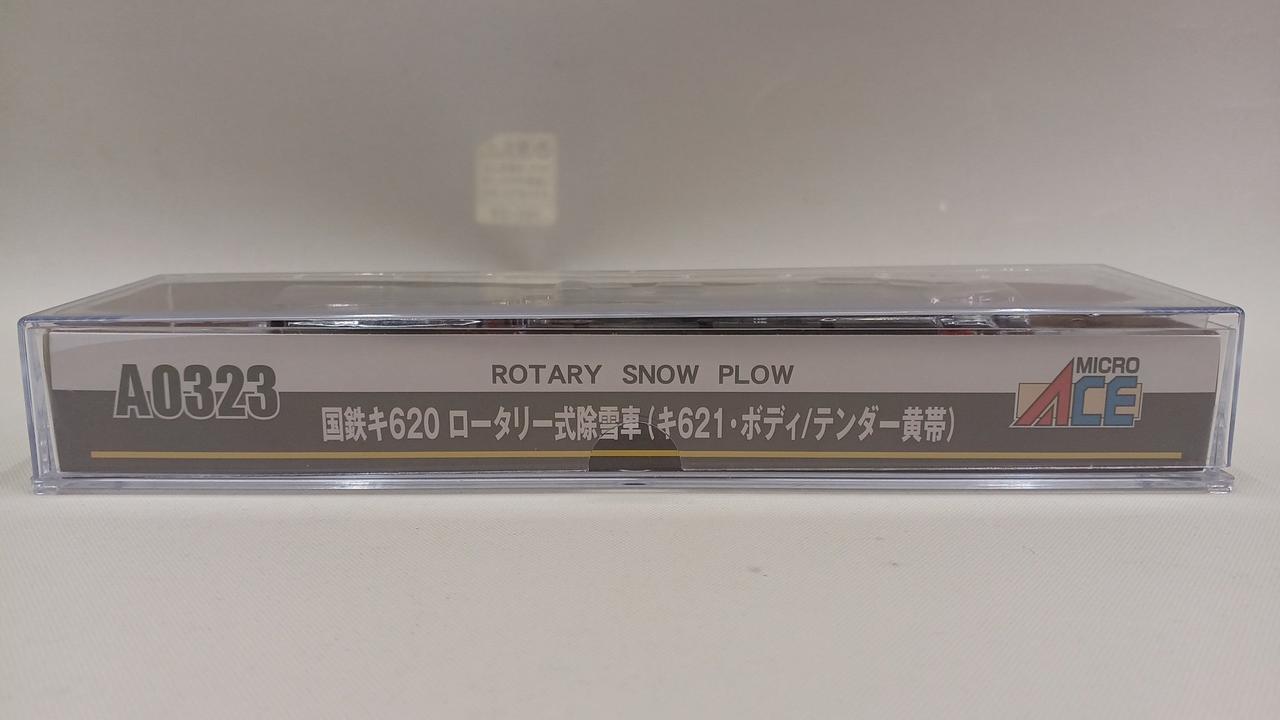 A0323
ROTARY SNOW PLOW
国鉄キ620 ロータリー式除雪車(キ621・ボディ/テンダー黄帯)
MICRO
ACE